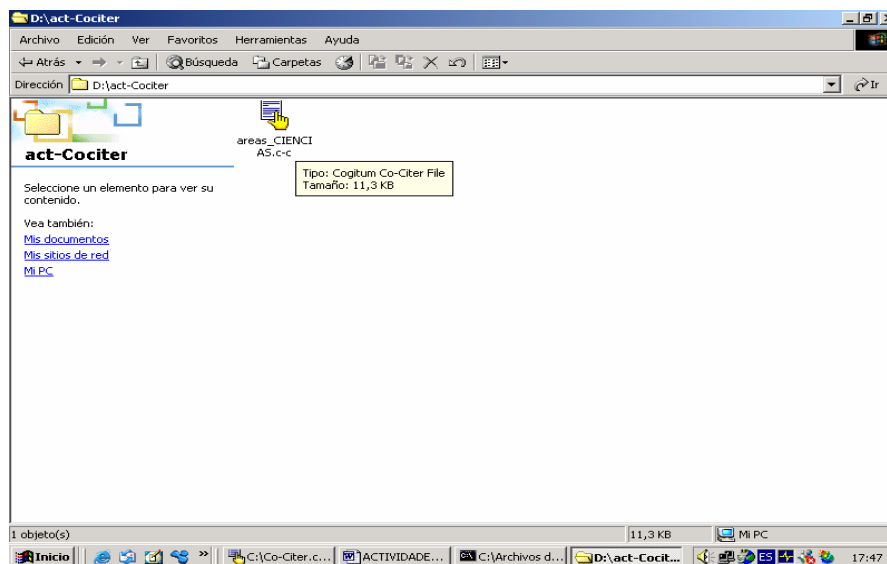 D:\act-Cociter
Archivo Edición Ver Favoritos Herramientas Ayuda
Atrás Búsqueda Carpetas
Dirección D:\act-Cociter Ir
act-Cociter
Seleccione un elemento para ver su
contenido.
Vea también:
Mis documentos
Mis sitios de red
Mi PC
areas_CIENCI
AS.c-c
Tipo: Cogitum Co-Citer File
Tamaño: 11,3 KB
1 objeto(s) 11,3 KB Mi PC
Inicio » C:\Co-Citer.c... ACTIVIDADE... C:\Archivos d... D:\act-Cocit... ES 17:47